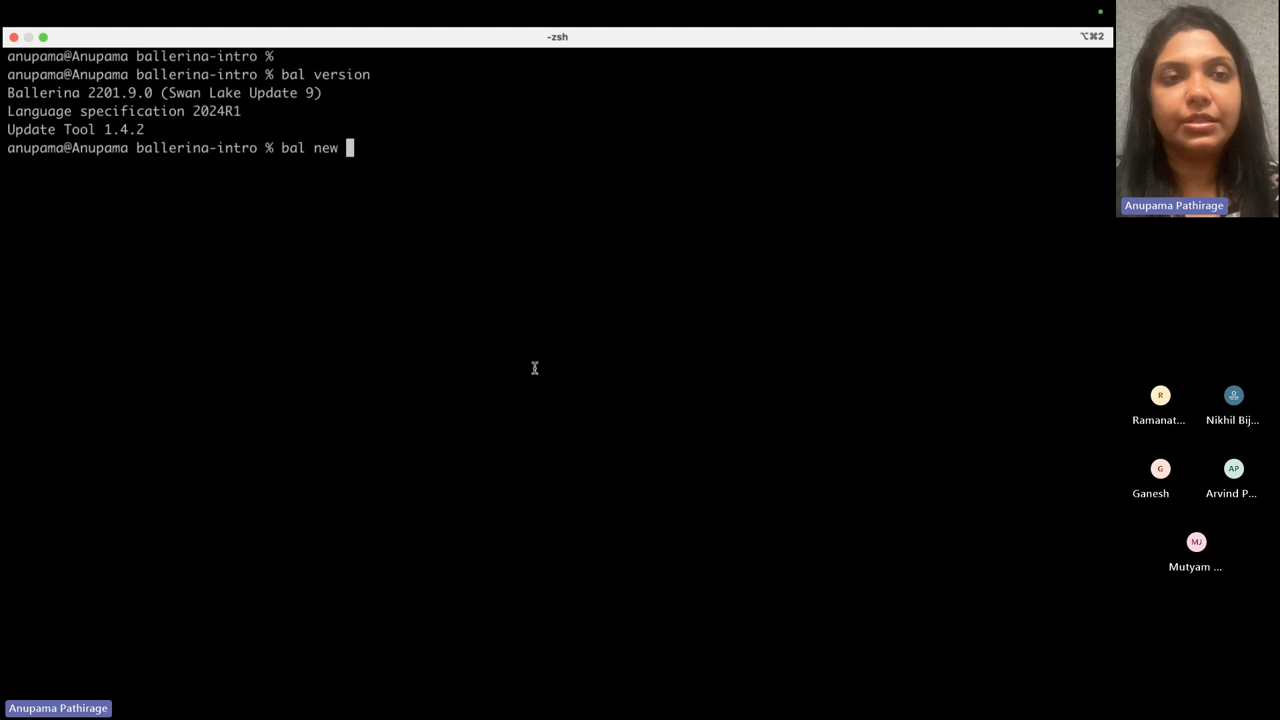 -zsh
⌥⌘2
anupama@Anupama ballerina-intro %
anupama@Anupama ballerina-intro % bal version
Ballerina 2201.9.0 (Swan Lake Update 9)
Language specification 2024R1
Update Tool 1.4.2
anupama@Anupama ballerina-intro % bal new
Anupama Pathirage
R
Ramanat...
Nikhil Bij...
G
AP
Ganesh
Arvind P...
MJ
Mutyam ...
Anupama Pathirage